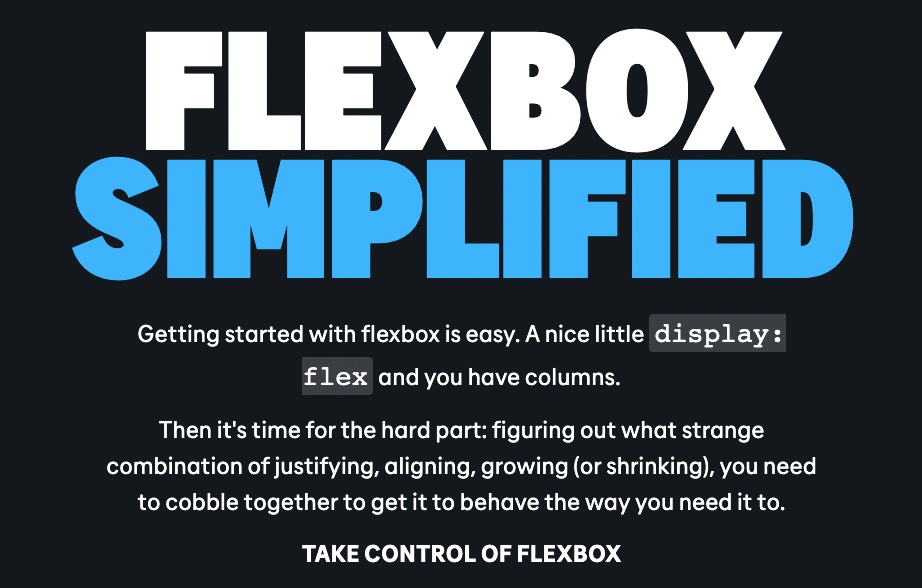 FLEXBOX
SIMPLIFIED
Getting started with flexbox is easy. A nice little display:
flex and you have columns.
Then it's time for the hard part: figuring out what strange
combination of justifying, aligning, growing (or shrinking), you need
to cobble together to get it to behave the way you need it to.
TAKE CONTROL OF FLEXBOX